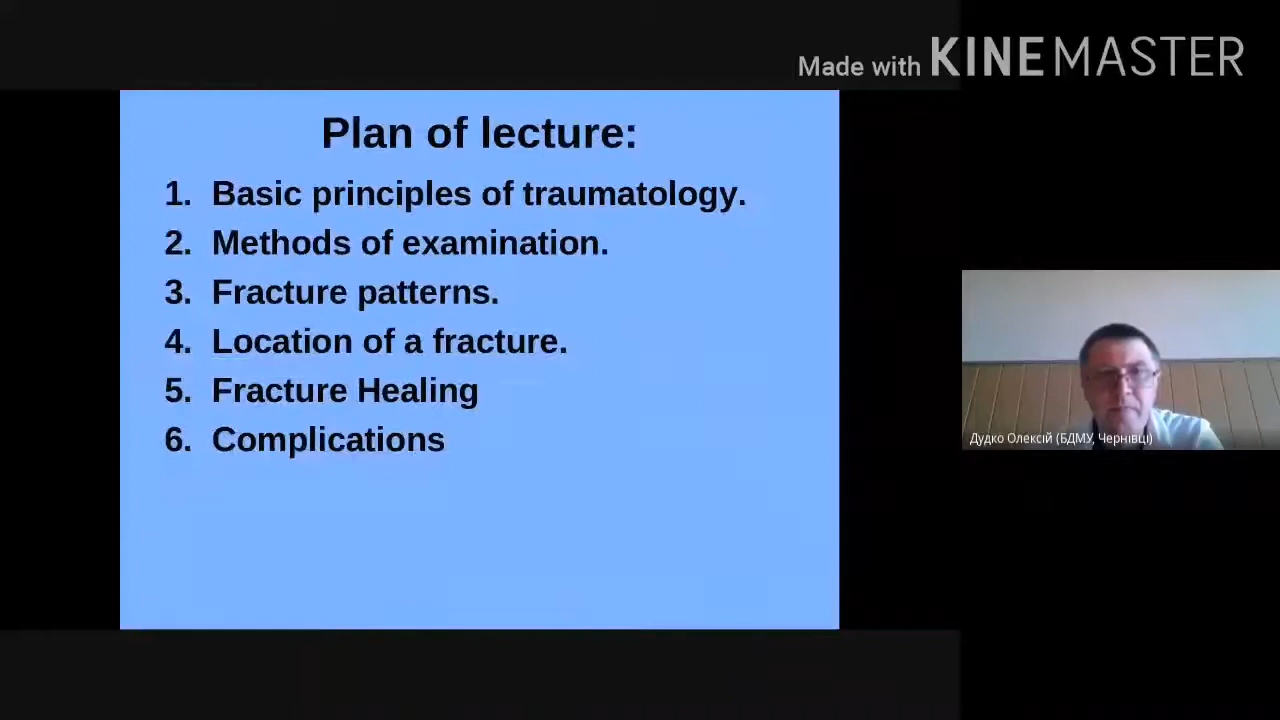 Made with KINEMASTER
Plan of lecture:
1. Basic principles of traumatology.
2. Methods of examination.
3. Fracture patterns.
4. Location of a fracture.
5. Fracture Healing
6. Complications
Дудко Олексій (БДМУ, Чернівці)